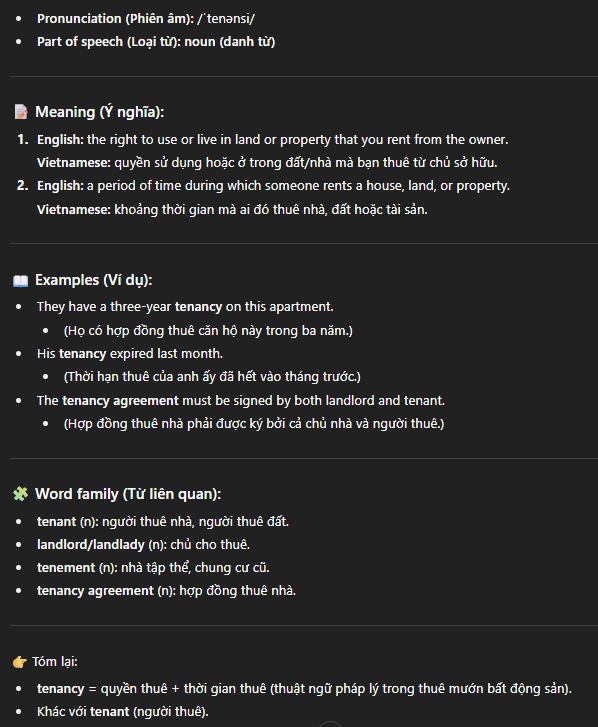 • Pronunciation (Phiên âm): /ˈtenənsi/
• Part of speech (Loại từ): noun (danh từ)
📝 Meaning (Ý nghĩa):
1. English: the right to use or live in land or property that you rent from the owner.
Vietnamese: quyền sử dụng hoặc ở trong đất/nhà mà bạn thuê từ chủ sở hữu.
2. English: a period of time during which someone rents a house, land, or property.
Vietnamese: khoảng thời gian mà ai đó thuê nhà, đất hoặc tài sản.
📖 Examples (Ví dụ):
• They have a three-year tenancy on this apartment.
• (Họ có hợp đồng thuê căn hộ này trong ba năm.)
• His tenancy expired last month.
• (Thời hạn thuê của anh ấy đã hết vào tháng trước.)
• The tenancy agreement must be signed by both landlord and tenant.
• (Hợp đồng thuê nhà phải được ký bởi cả chủ nhà và người thuê.)
🧩 Word family (Từ liên quan):
• tenant (n): người thuê nhà, người thuê đất.
• landlord/landlady (n): chủ cho thuê.
• tenement (n): nhà tập thể, chung cư cũ.
• tenancy agreement (n): hợp đồng thuê nhà.
👉 Tóm lại:
• tenancy = quyền thuê + thời gian thuê (thuật ngữ pháp lý trong thuê mướn bất động sản).
• Khác với tenant (người thuê).